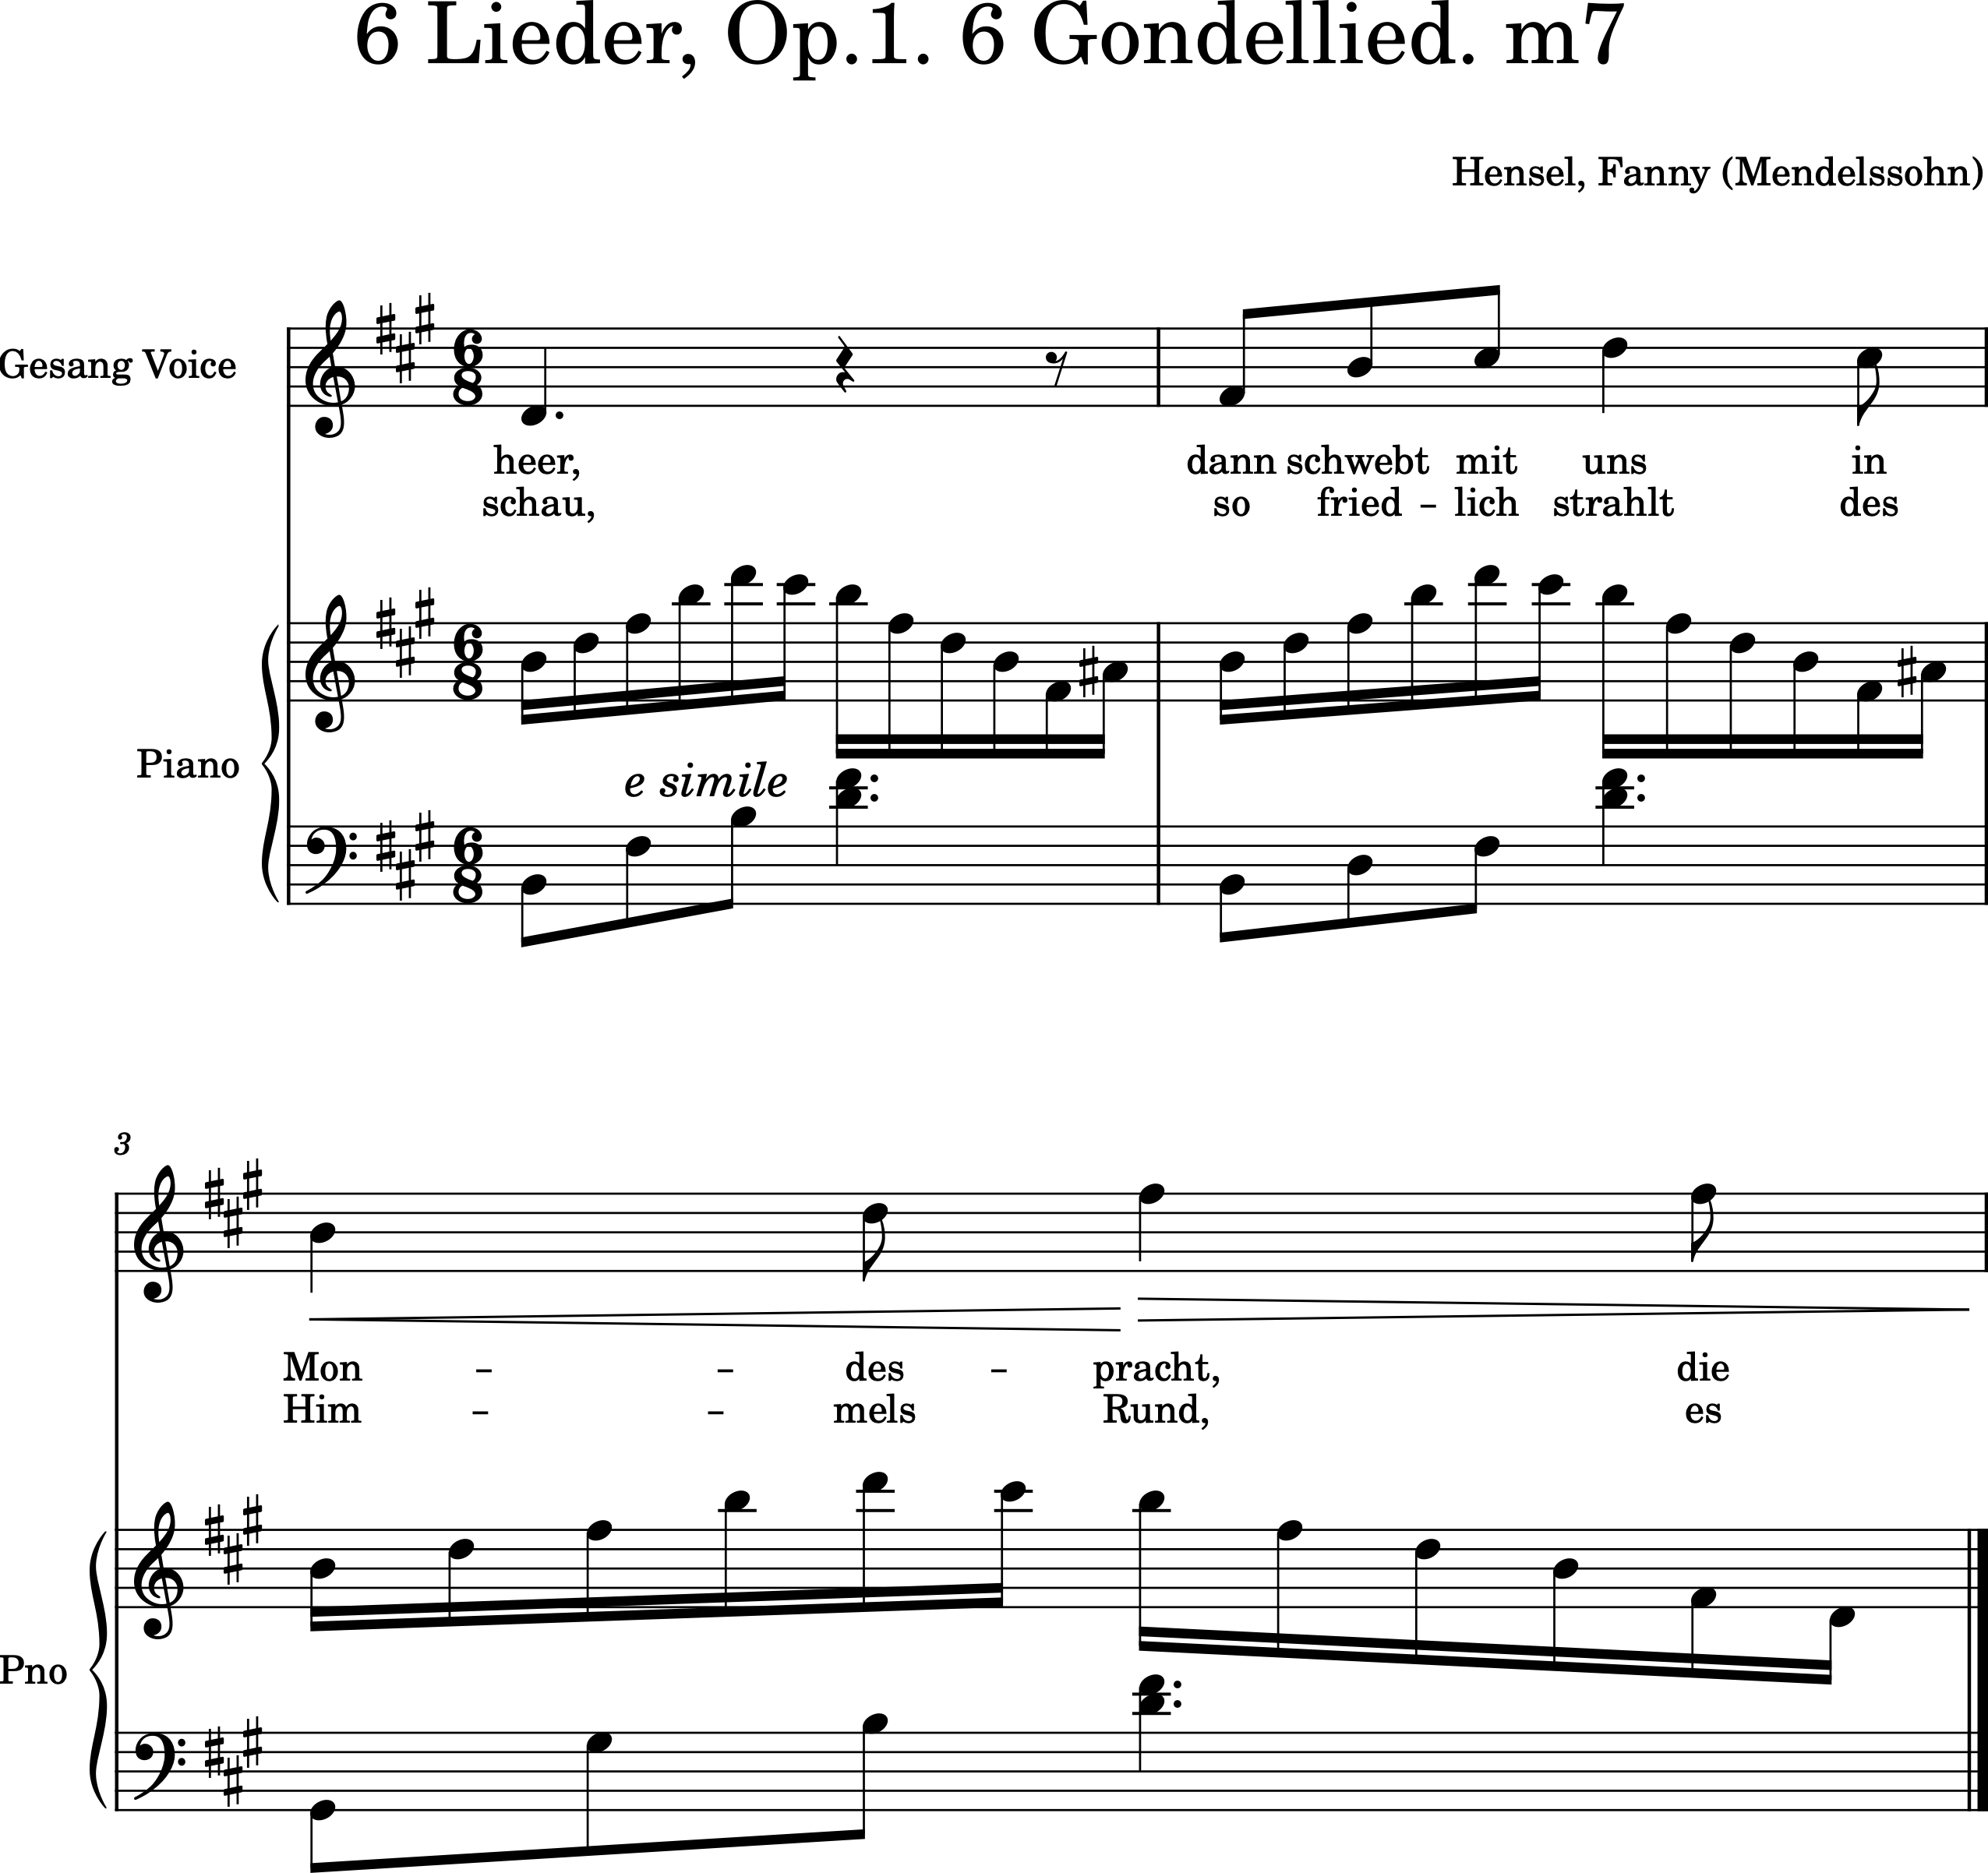 6 Lieder, Op.1. 6 Gondellied. m7
Hensel, Fanny (Mendelssohn)
Gesang Voice
heer, dann schwebt mit uns in
schau, so fried – lich strahlt des
Piano
e simile
3
Mon – – des – pracht, die
Him – – mels Rund, es
Pno